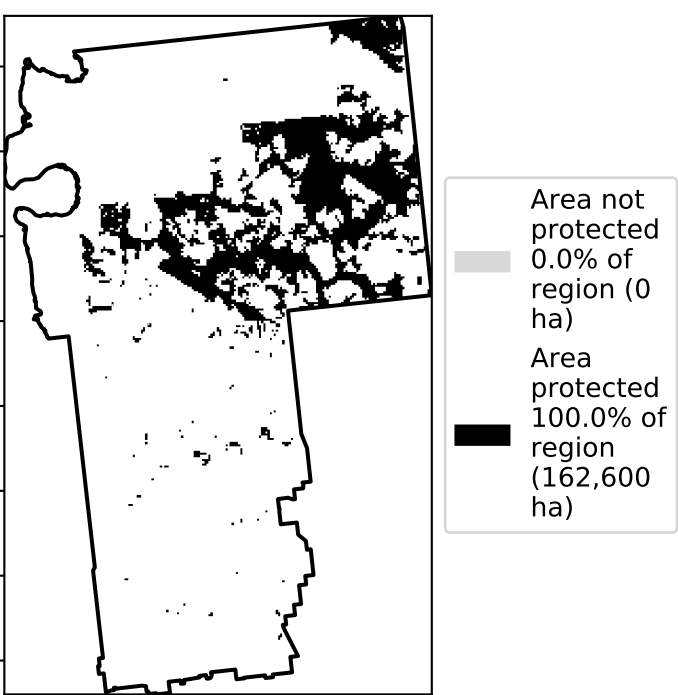 Area not
protected
0.0% of
region (0
ha)
Area
protected
100.0% of
region
(162,600
ha)